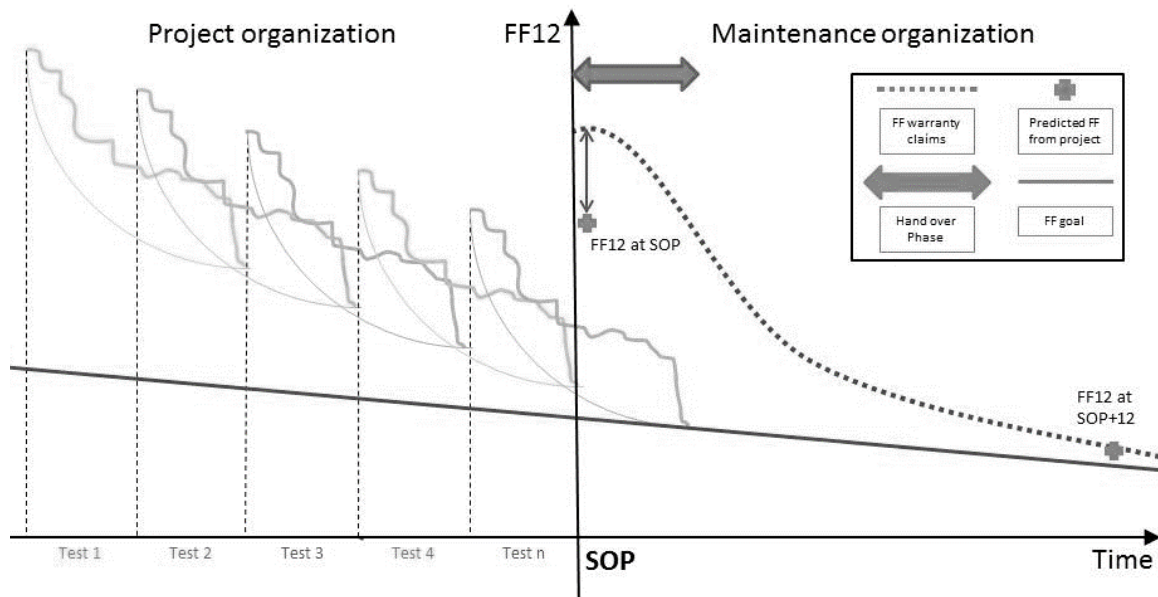 Project organization
FF12
Maintenance organization
FF warranty
claims
Predicted FF
from project
Hand over
Phase
FF goal
FF12 at SOP
FF12 at
SOP+12
Test 1
Test 2
Test 3
Test 4
Test n
SOP
Time